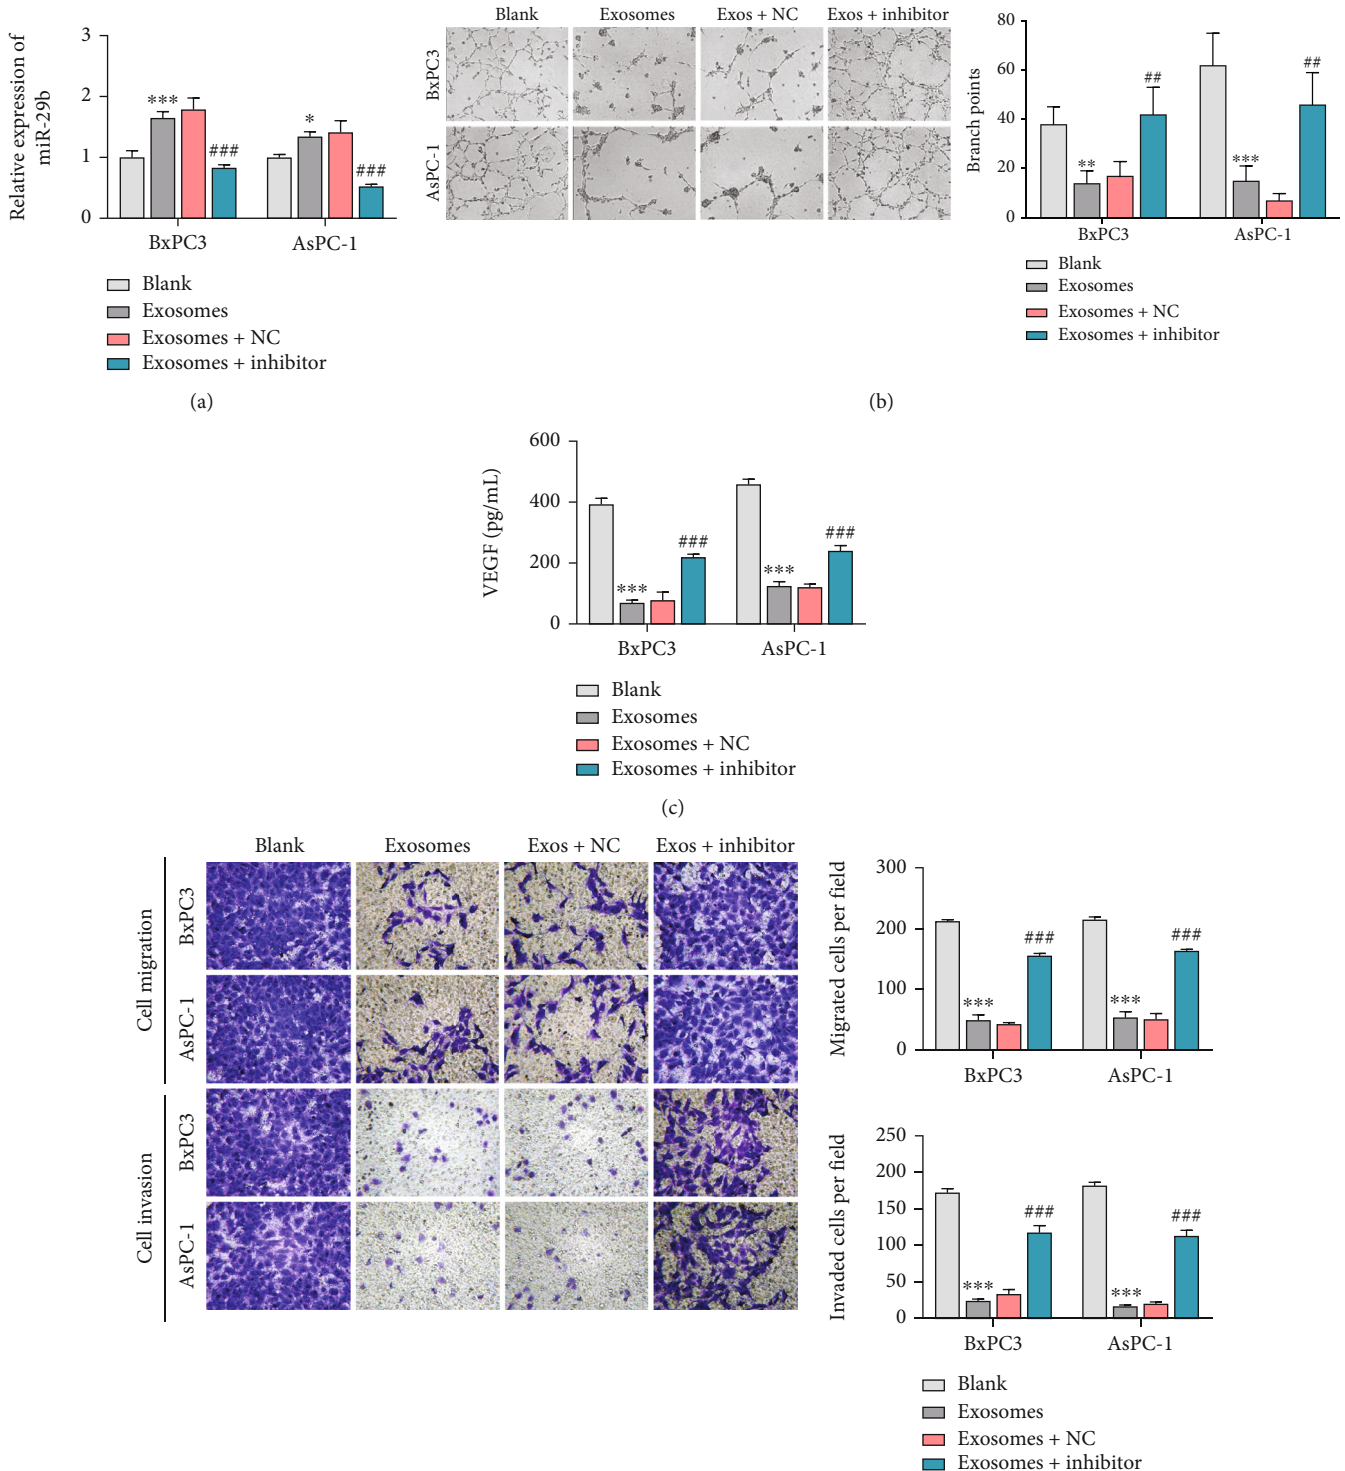 Relative expression of
miR-29b
3
2
1
0
***
###
*
###
BxPC3
AsPC-1
Blank
Exosomes
Exosomes + NC
Exosomes + inhibitor
(a)
Blank
Exosomes
Exos + NC
Exos + inhibitor
BxPC3
AsPC-1
Branch points
80
60
40
20
0
**
##
***
##
BxPC3
AsPC-1
Blank
Exosomes
Exosomes + NC
Exosomes + inhibitor
(b)
VEGF (pg/mL)
600
400
200
0
***
###
***
###
BxPC3
AsPC-1
Blank
Exosomes
Exosomes + NC
Exosomes + inhibitor
(c)
Blank
Exosomes
Exos + NC
Exos + inhibitor
Cell migration
BxPC3
AsPC-1
Cell invasion
BxPC3
AsPC-1
Migrated cells per field
300
200
100
0
***
###
***
###
BxPC3
AsPC-1
Invaded cells per field
250
200
150
100
50
0
***
###
***
###
BxPC3
AsPC-1
Blank
Exosomes
Exosomes + NC
Exosomes + inhibitor